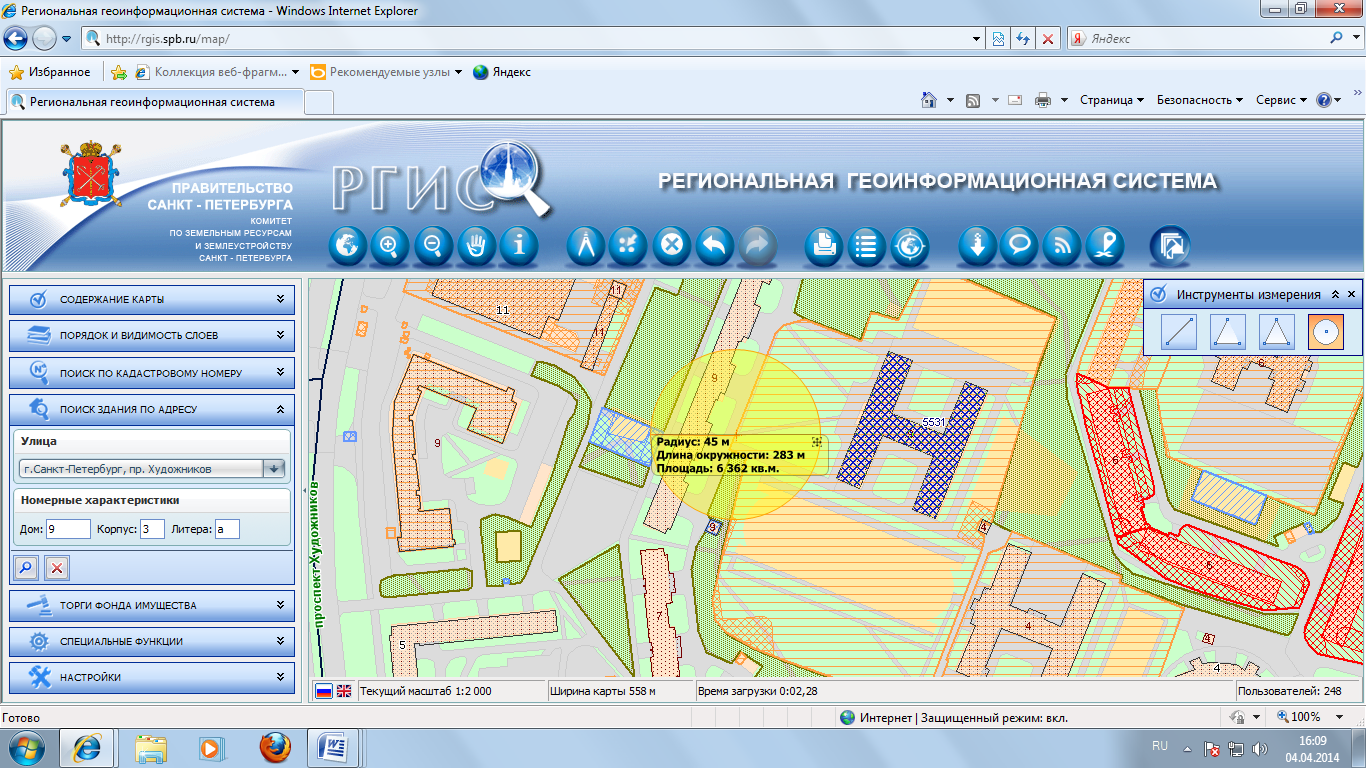 Региональная геоинформационная система - Windows Internet Explorer
http://rgis.spb.ru/map/
Яндекс
Избранное
Коллекция веб-фрагм...
Рекомендуемые узлы
Яндекс
Региональная геоинформационная система
Страница
Безопасность
Сервис
ПРАВИТЕЛЬСТВО
САНКТ - ПЕТЕРБУРГА
КОМИТЕТ
ПО ЗЕМЕЛЬНЫМ РЕСУРСАМ
И ЗЕМЛЕУСТРОЙСТВУ
САНКТ - ПЕТЕРБУРГА
РГИС
РЕГИОНАЛЬНАЯ ГЕОИНФОРМАЦИОННАЯ СИСТЕМА
СОДЕРЖАНИЕ КАРТЫ
ПОРЯДОК И ВИДИМОСТЬ СЛОЕВ
ПОИСК ПО КАДАСТРОВОМУ НОМЕРУ
ПОИСК ЗДАНИЯ ПО АДРЕСУ
Улица
г.Санкт-Петербург, пр. Художников
Номерные характеристики
Дом: 9 Корпус: 3 Литера: а
ТОРГИ ФОНДА ИМУЩЕСТВА
СПЕЦИАЛЬНЫЕ ФУНКЦИИ
НАСТРОЙКИ
Инструменты измерения
11
11
11
9
9
5531
6
6
Радиус: 45 м
Длина окружности: 283 м
Площадь: 6 362 кв.м.
проспект Художников
9
4
4
6
5
4
4
Текущий масштаб 1:2 000
Ширина карты 558 м
Время загрузки 0:02,28
Пользователей: 248
Готово
Интернет | Защищенный режим: вкл.
100%
RU
16:09
04.04.2014